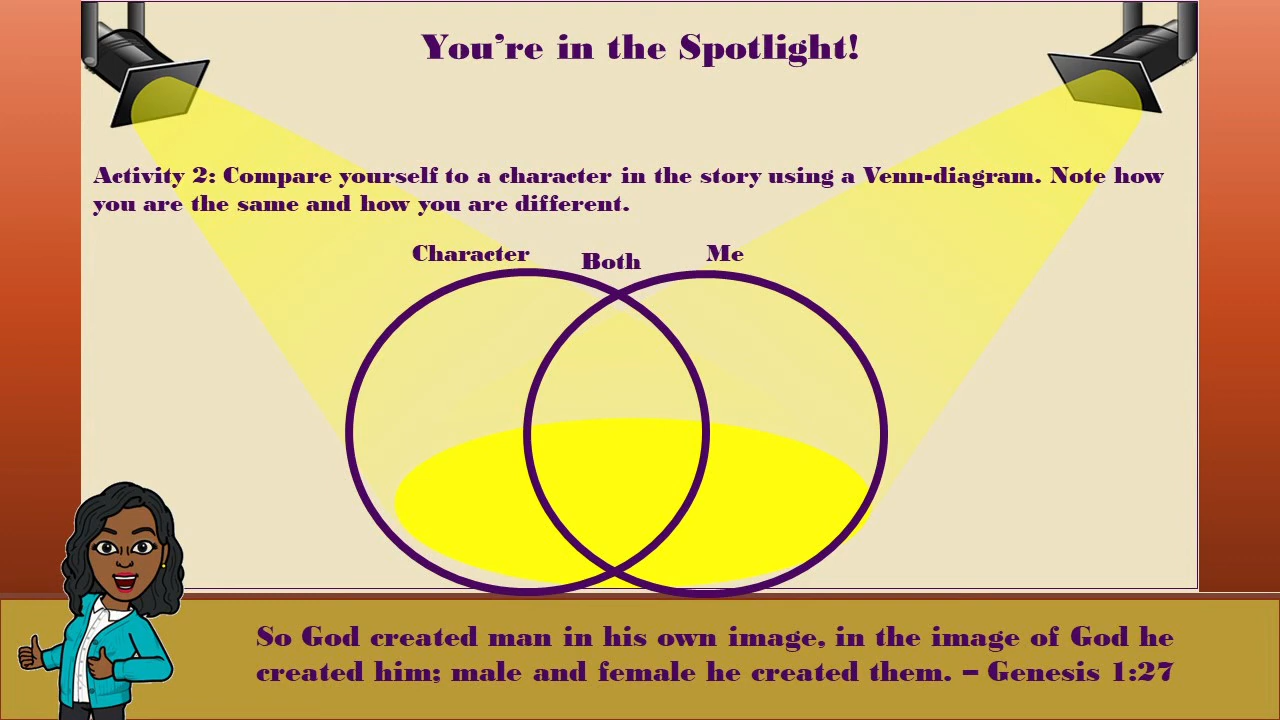 You're in the Spotlight!
Activity 2: Compare yourself to a character in the story using a Venn-diagram. Note how
you are the same and how you are different.
Character Both Me
So God created man in his own image, in the image of God he
created him; male and female he created them. – Genesis 1:27